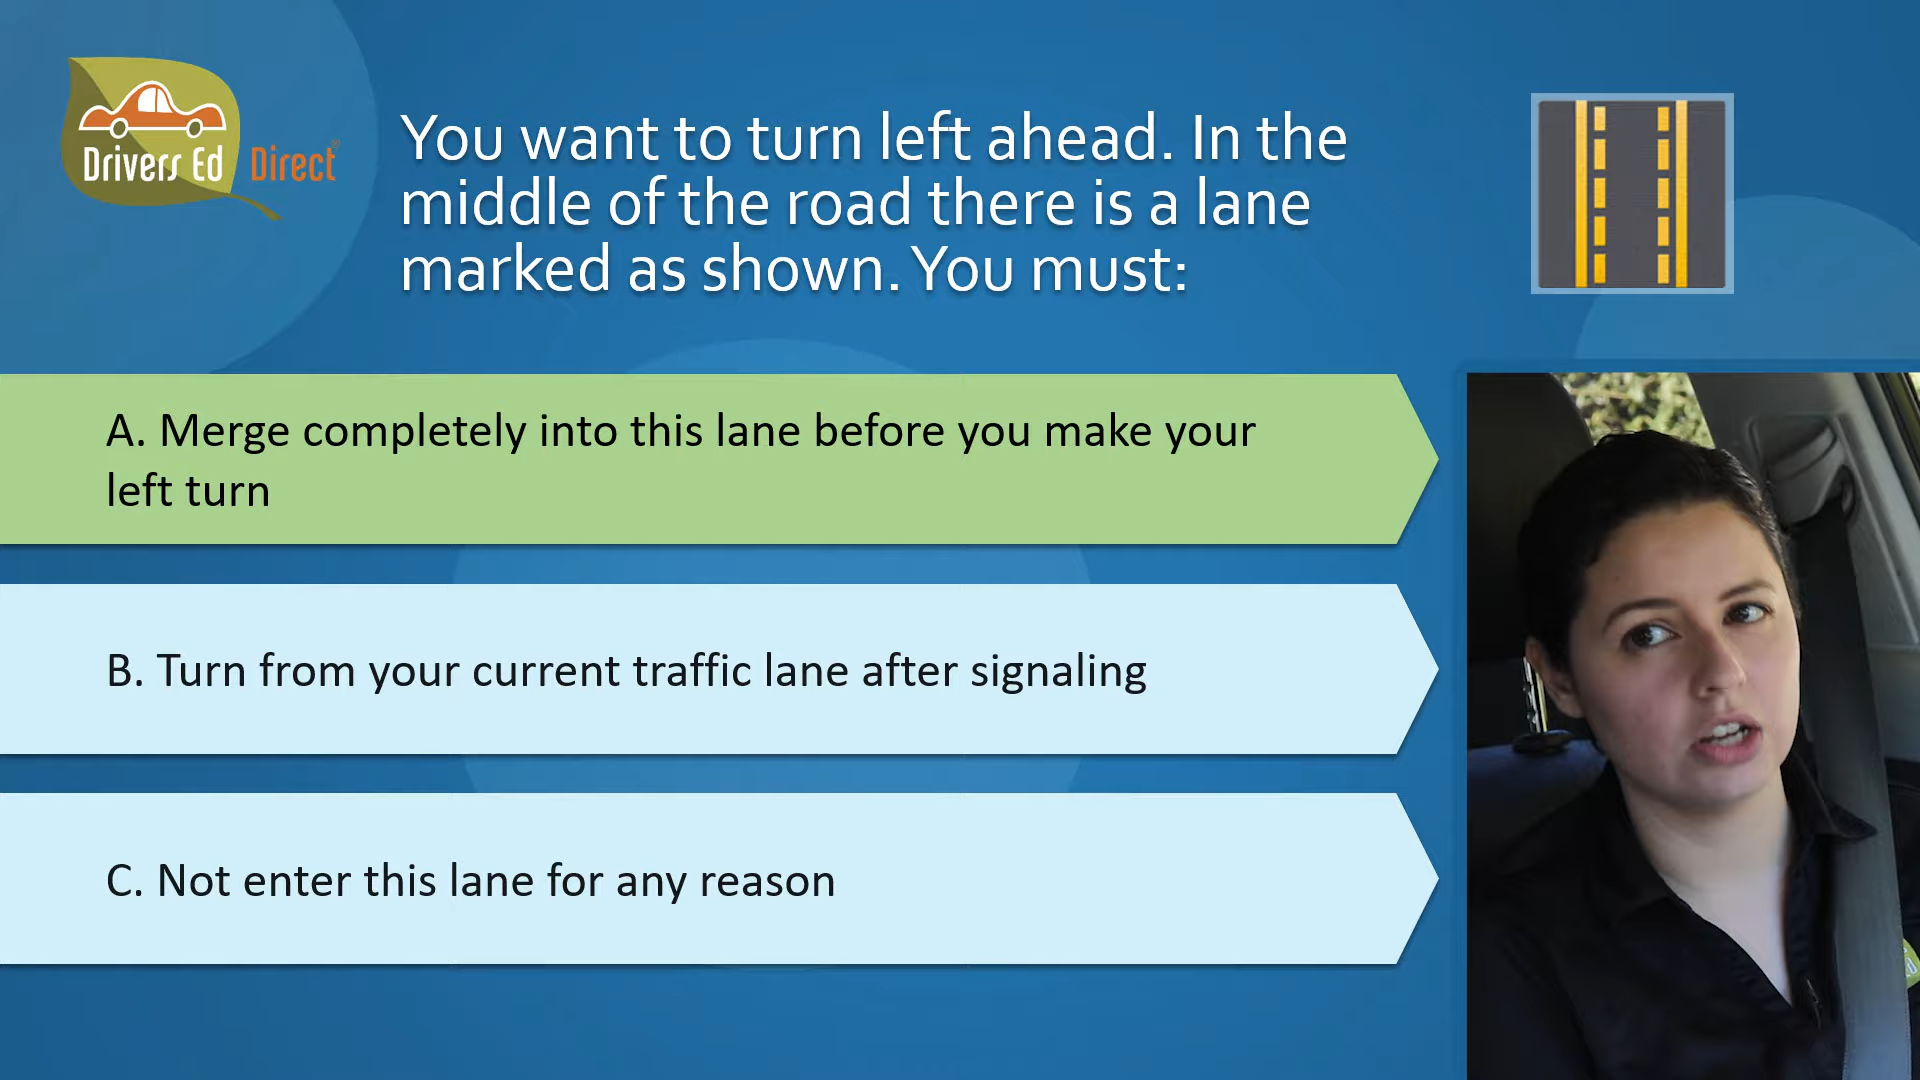 Drivers Ed Direct®
You want to turn left ahead. In the
middle of the road there is a lane
marked as shown. You must:
A. Merge completely into this lane before you make your
left turn
B. Turn from your current traffic lane after signaling
C. Not enter this lane for any reason